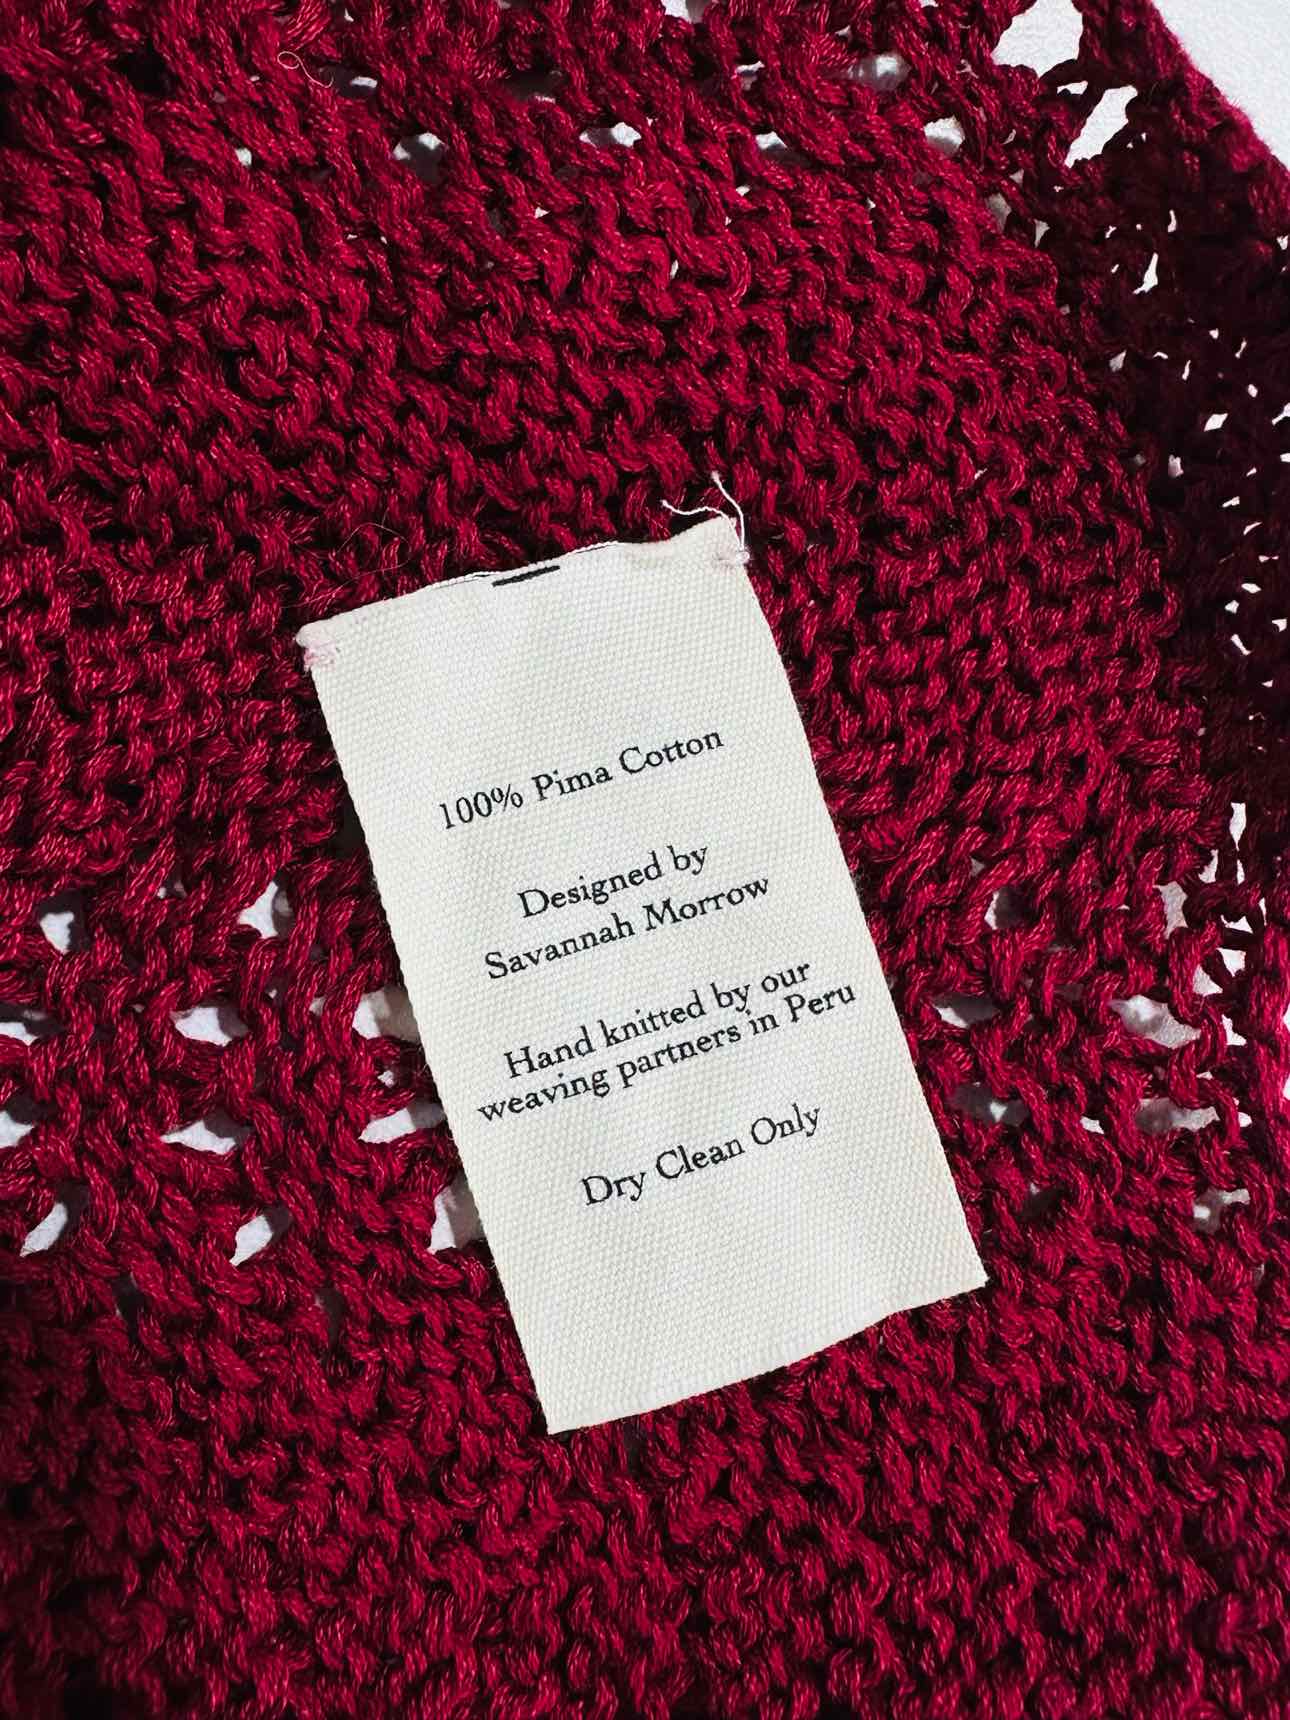 100% Pima Cotton
Designed by
Savannah Morrow
Hand knitted by our
weaving partners in Peru
Dry Clean Only